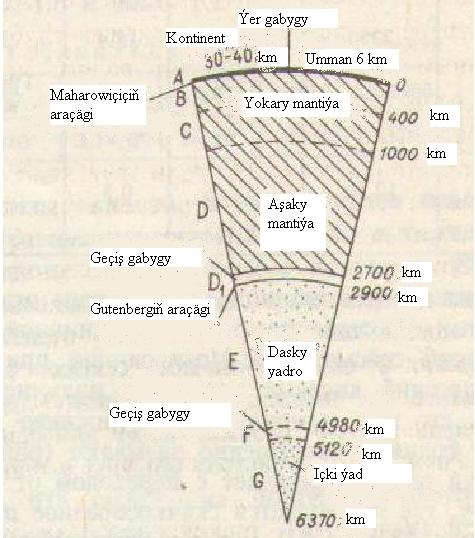 Ýer gabygy
Kontinent
30-40 km
Umman 6 km
A
0
Maharowiçiçiň
araçägi
B
Yokary mantiýa
400 km
C
1000 km
D
Aşaky
mantiýa
Geçiş gabygy
2700 km
D1
2900 km
Gutenbergiň araçägi
E
Dasky
yadro
Geçiş gabygy
4980 km
F
5120 km
G
Içki ýad
6370 km